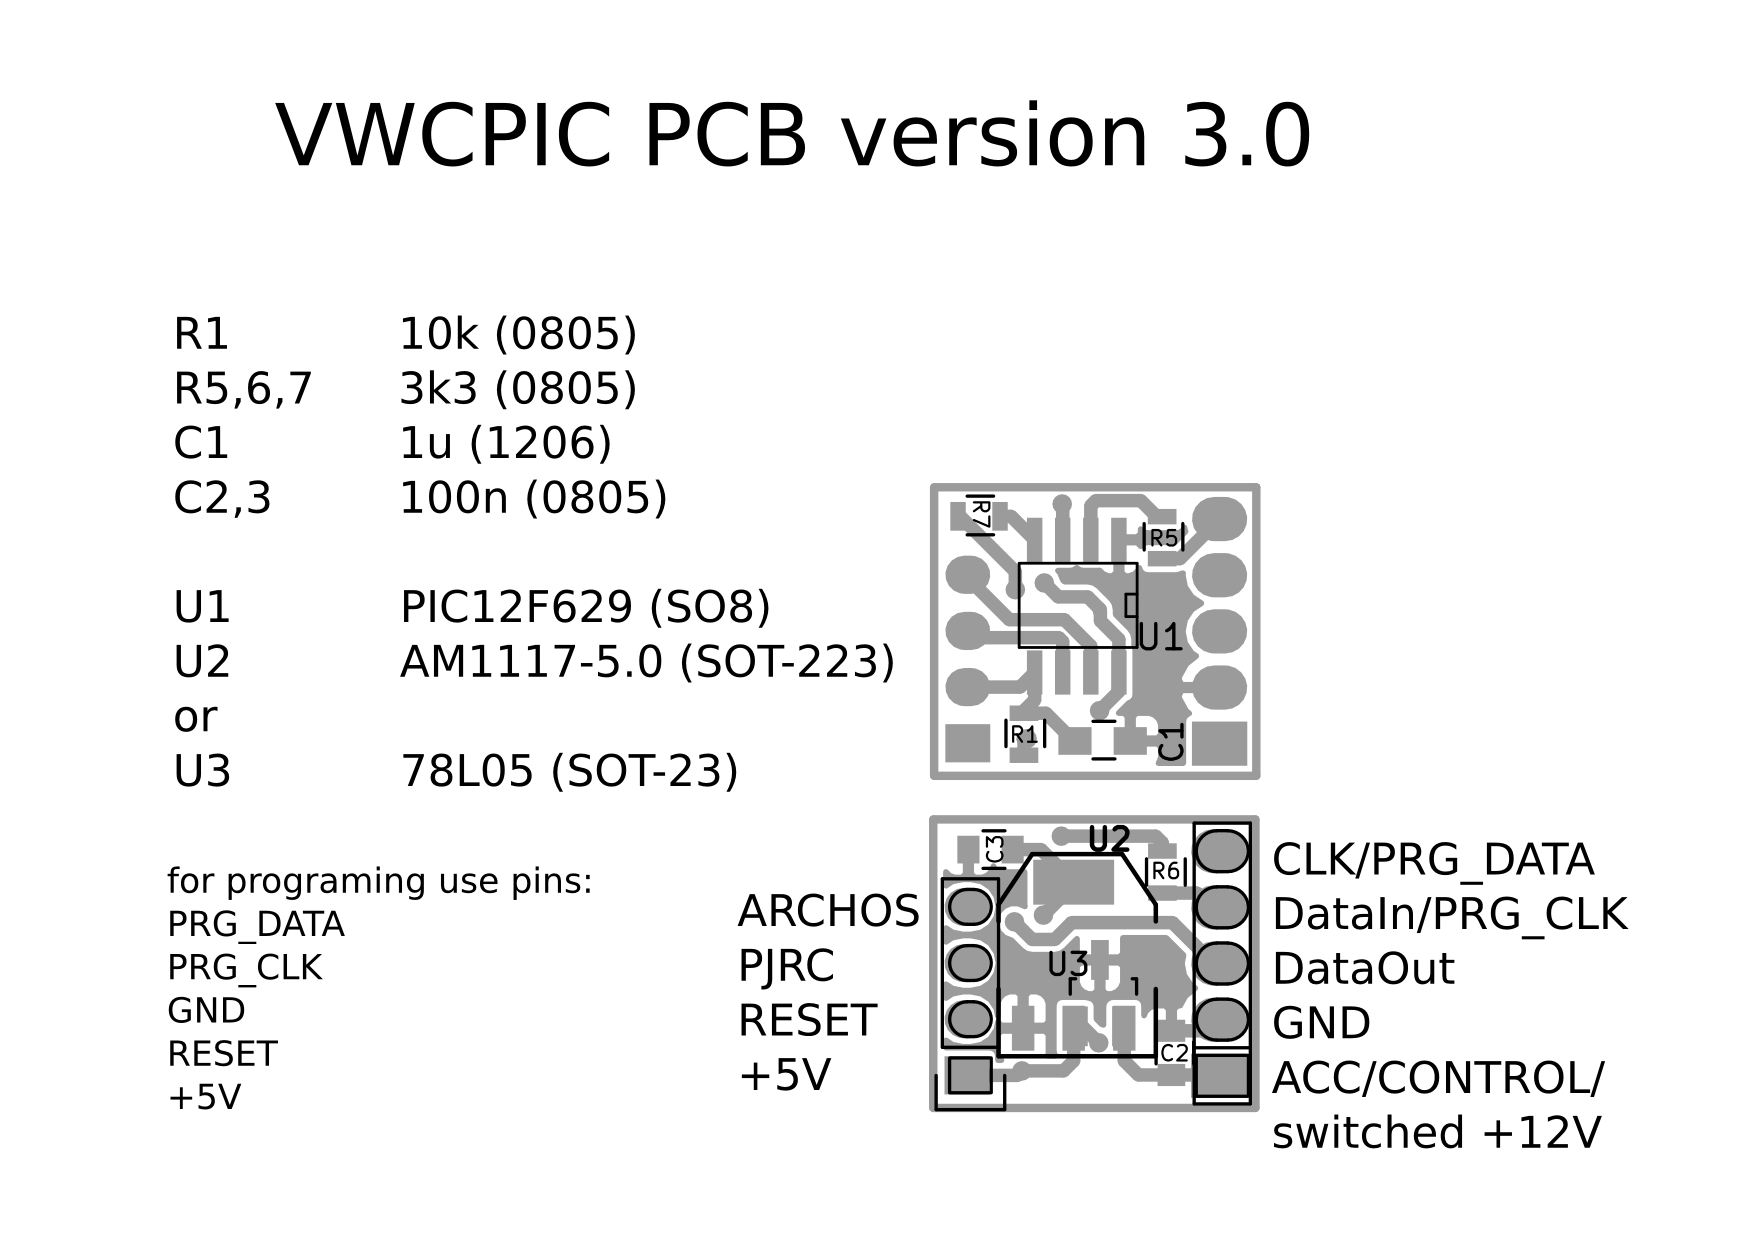 VWCPIC PCB version 3.0
R1 10k (0805)
R5,6,7 3k3 (0805)
C1 1u (1206)
C2,3 100n (0805)
U1 PIC12F629 (SO8)
U2 AM1117-5.0 (SOT-223)
or
U3 78L05 (SOT-23)
for programing use pins:
PRG_DATA
PRG_CLK
GND
RESET
+5V
R7
R5
U1
R1
C1
ARCHOS
PJRC
RESET
+5V
C3
U2
R6
U3
C2
CLK/PRG_DATA
DataIn/PRG_CLK
DataOut
GND
ACC/CONTROL/
switched +12V